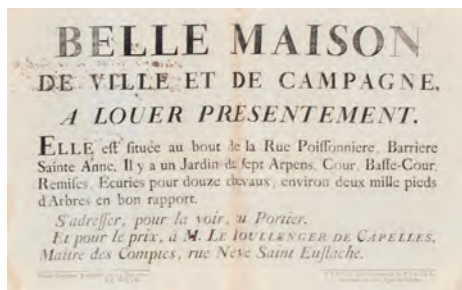 BELLE MAISON
DE VILLE ET DE CAMPAGNE,
A LOUER PRÉSENTEMENT.
ELLE eſt ſituée au bout de la Rue Poiſſonniere, Barriere
Sainte Anne. Il y a un Jardin de ſept Arpens, Cour, Baſſe-Cour,
Remiſes, Écuries pour douze chevaux, environ deux mille pieds
d'Arbres en bon rapport.
S'adreſſer, pour la voir, au Portier.
Et pour le prix, à M. LE BOULLENGER DE CAPELLES,
Maître des Comptes, rue Neve Saint Euſtache.